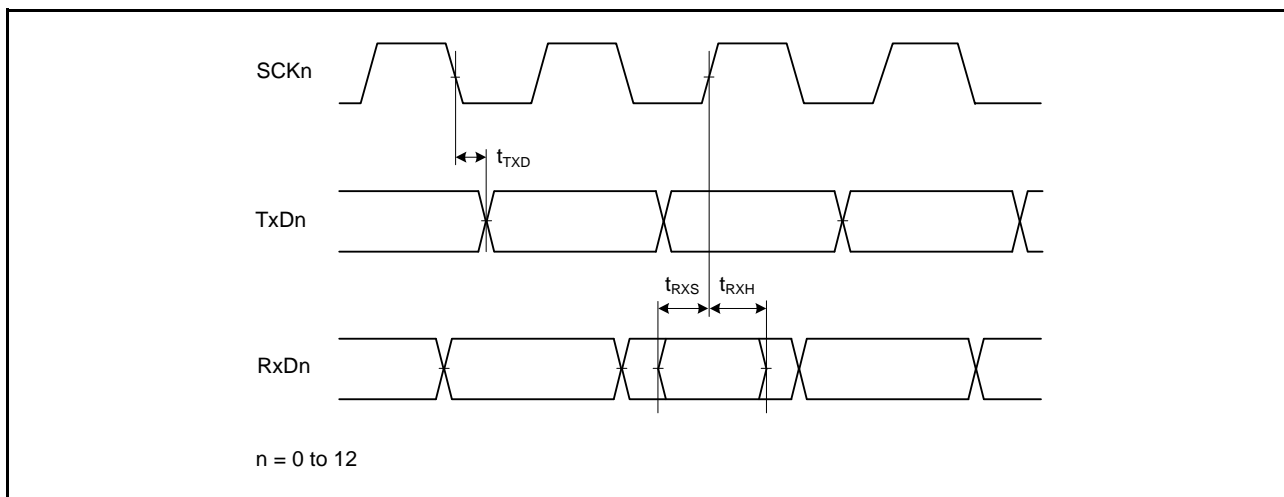 SCKn
tTXD
TxDn
tRXS tRXH
RxDn
n = 0 to 12